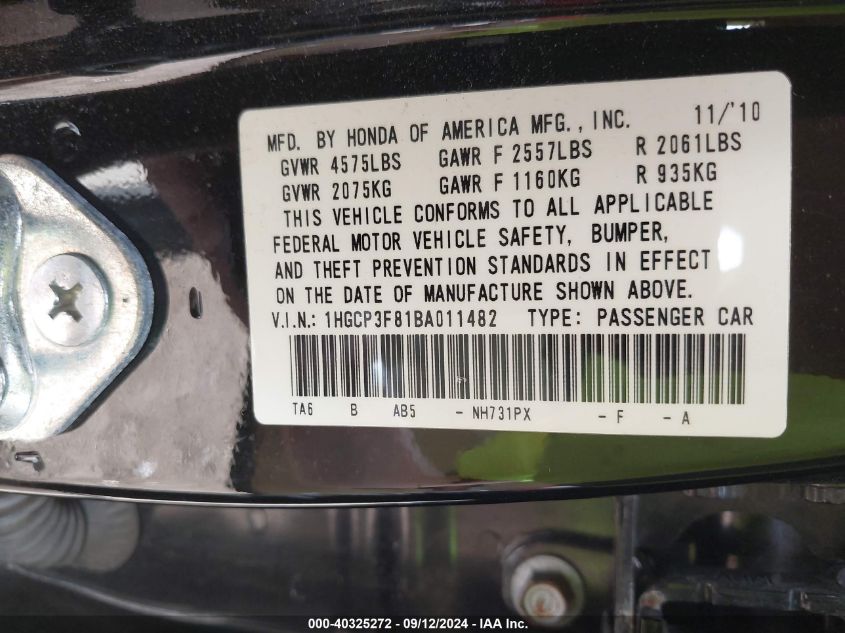 MFD. BY HONDA OF AMERICA MFG., INC. 11/'10
GVWR 4575LBS GAWR F 2557LBS R 2061LBS
GVWR 2075KG GAWR F 1160KG R 935KG
THIS VEHICLE CONFORMS TO ALL APPLICABLE
FEDERAL MOTOR VEHICLE SAFETY, BUMPER,
AND THEFT PREVENTION STANDARDS IN EFFECT
ON THE DATE OF MANUFACTURE SHOWN ABOVE.
V.I.N.: 1HGCP3F81BA011482 TYPE: PASSENGER CAR
TA6 B AB5 - NH731PX - F - A
000-40325272 - 09/12/2024 - IAA Inc.